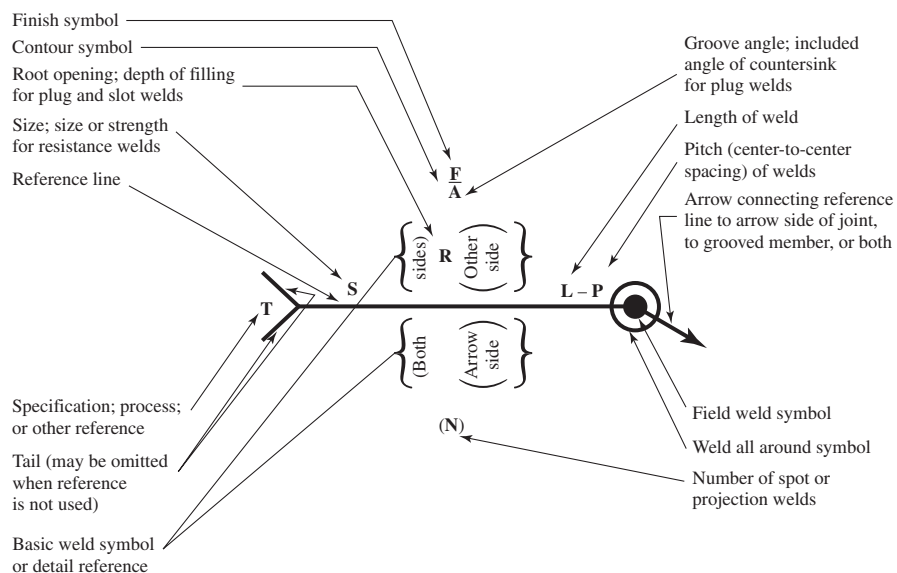 Finish symbol
Contour symbol
Root opening; depth of filling
for plug and slot welds
Size; size or strength
for resistance welds
Reference line
Groove angle; included
angle of countersink
for plug welds
Length of weld
Pitch (center-to-center
spacing) of welds
Arrow connecting reference
line to arrow side of joint,
to grooved member, or both
F
A
sides)
R
Other
side
S
L – P
T
(Both
Arrow
side
(N)
Specification; process;
or other reference
Tail (may be omitted
when reference
is not used)
Basic weld symbol
or detail reference
Field weld symbol
Weld all around symbol
Number of spot or
projection welds